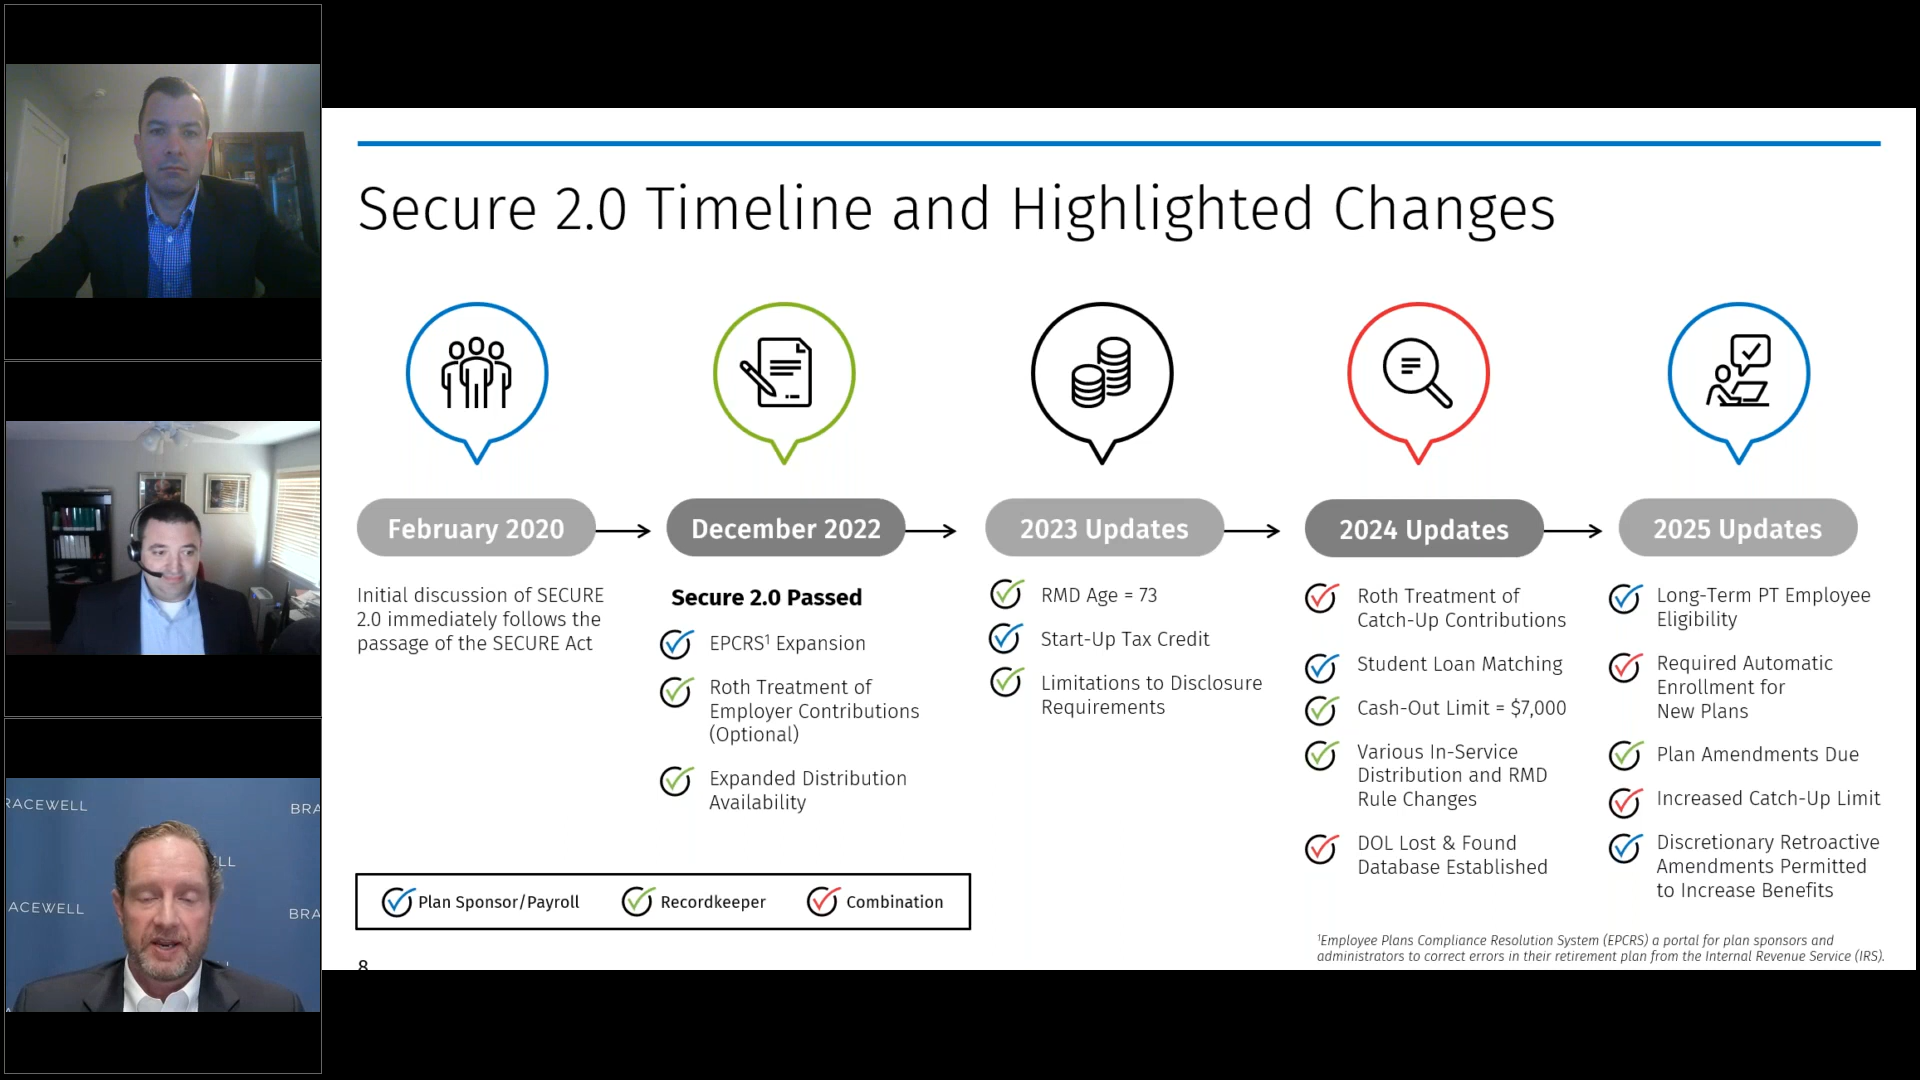 Secure 2.0 Timeline and Highlighted Changes
February 2020
Initial discussion of SECURE
2.0 immediately follows the
passage of the SECURE Act
December 2022
Secure 2.0 Passed
EPCRS¹ Expansion
Roth Treatment of
Employer Contributions
(Optional)
Expanded Distribution
Availability
2023 Updates
RMD Age = 73
Start-Up Tax Credit
Limitations to Disclosure
Requirements
2024 Updates
Roth Treatment of
Catch-Up Contributions
Student Loan Matching
Cash-Out Limit = $7,000
Various In-Service
Distribution and RMD
Rule Changes
DOL Lost & Found
Database Established
2025 Updates
Long-Term PT Employee
Eligibility
Required Automatic
Enrollment for
New Plans
Plan Amendments Due
Increased Catch-Up Limit
Discretionary Retroactive
Amendments Permitted
to Increase Benefits
Plan Sponsor/Payroll
Recordkeeper
Combination
¹Employee Plans Compliance Resolution System (EPCRS) a portal for plan sponsors and
administrators to correct errors in their retirement plan from the Internal Revenue Service (IRS).
8
RACEWELL
BRA
LL
ACEWELL
BRA